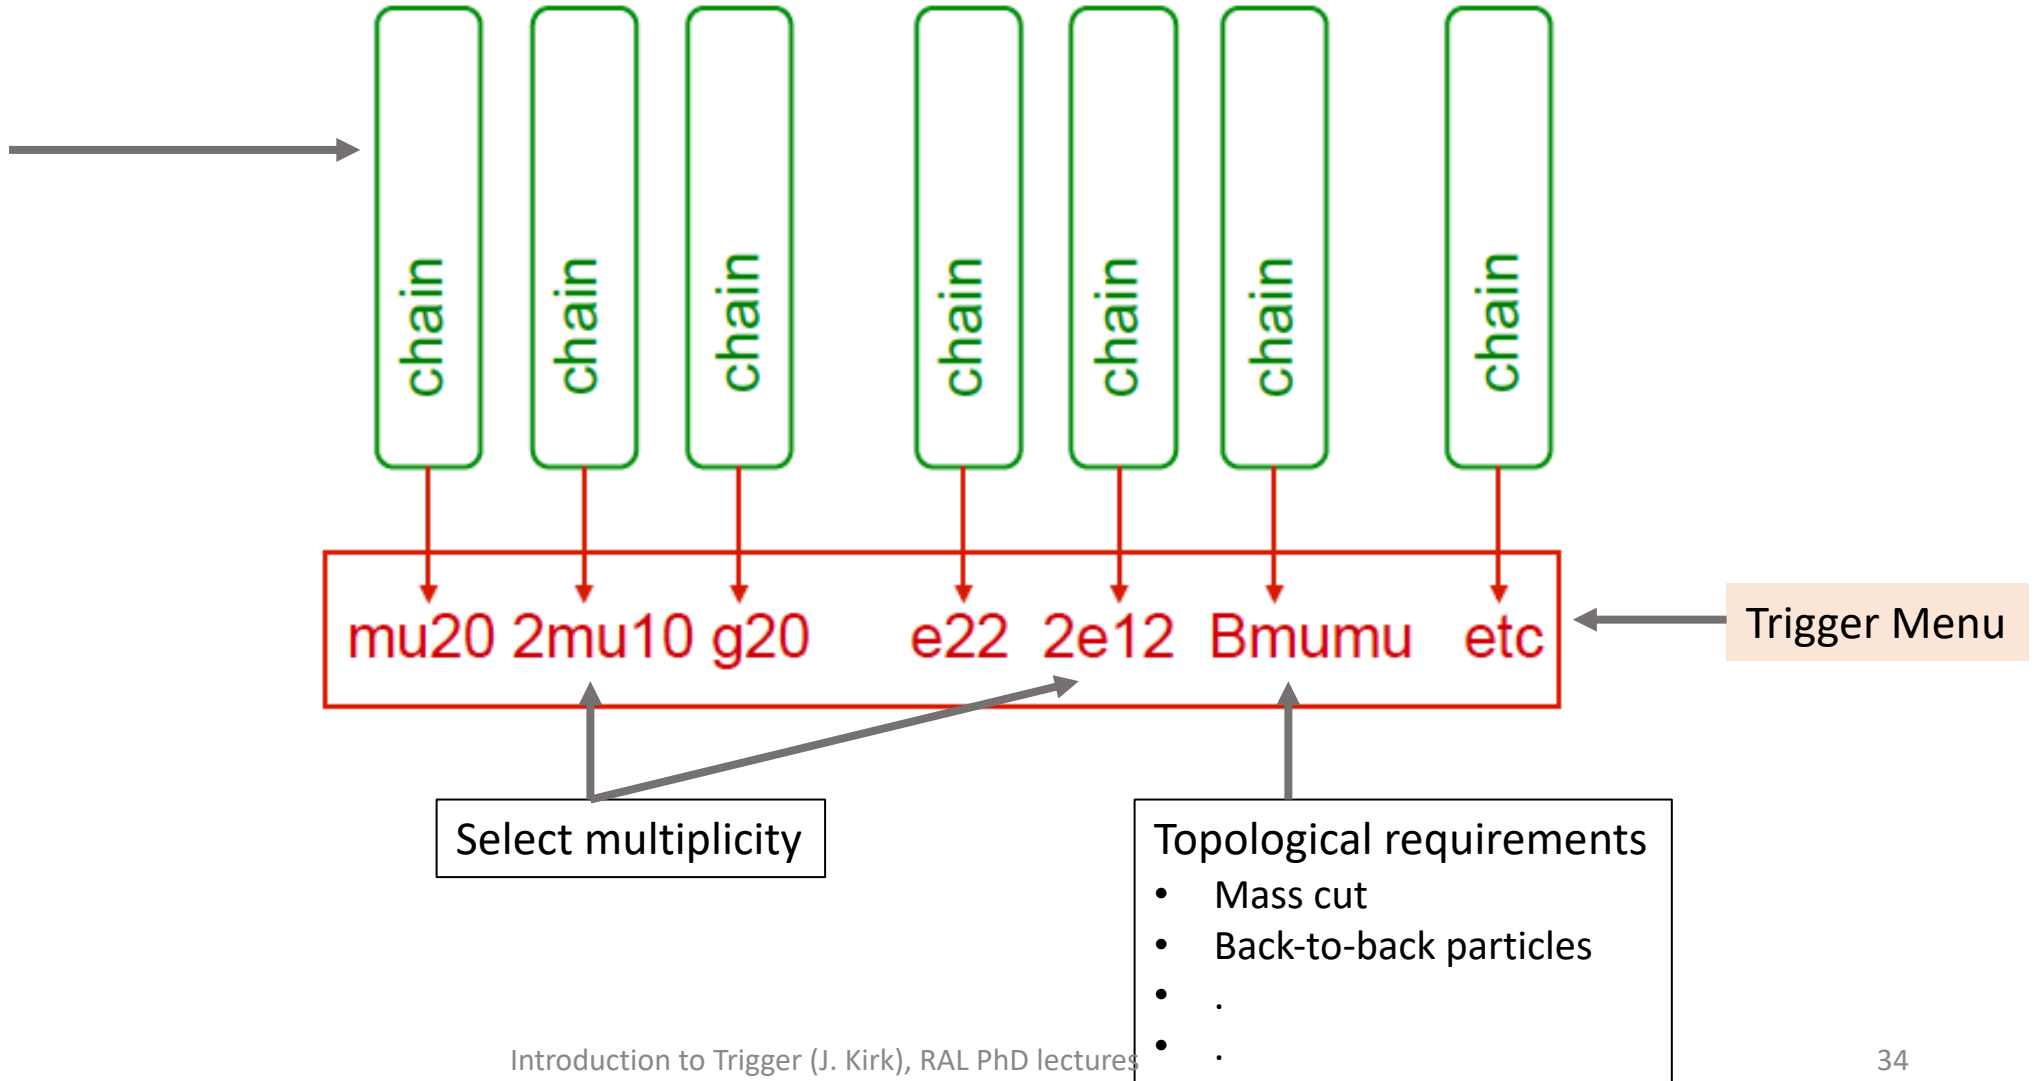 chain chain chain chain chain chain chain
mu20 2mu10 g20 e22 2e12 Bmumu etc
Trigger Menu
Select multiplicity
Topological requirements
• Mass cut
• Back-to-back particles
• .
• .
Introduction to Trigger (J. Kirk), RAL PhD lectures
34